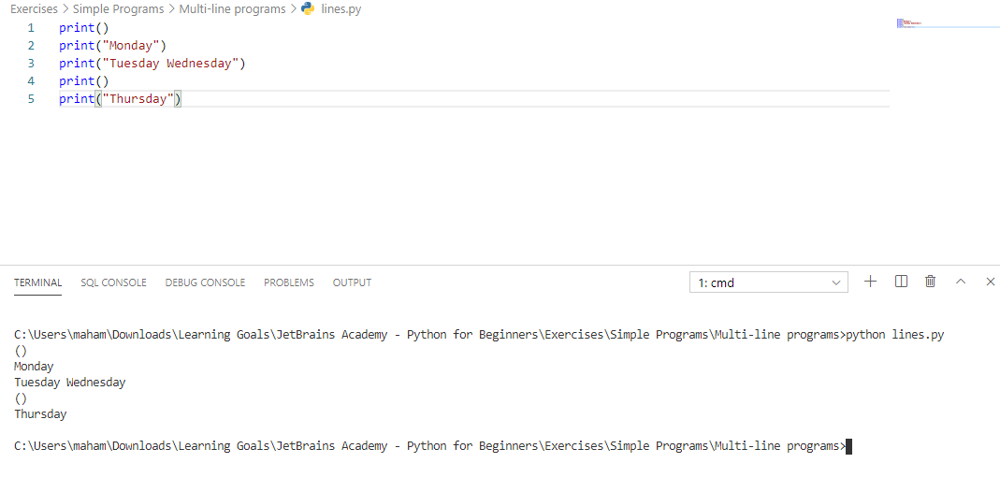 Exercises > Simple Programs > Multi-line programs > lines.py
1 print()
2 print("Monday")
3 print("Tuesday Wednesday")
4 print()
5 print("Thursday")
TERMINAL SQL CONSOLE DEBUG CONSOLE PROBLEMS OUTPUT 1: cmd
C:\Users\maham\Downloads\Learning Goals\JetBrains Academy - Python for Beginners\Exercises\Simple Programs\Multi-line programs>python lines.py
()
Monday
Tuesday Wednesday
()
Thursday
C:\Users\maham\Downloads\Learning Goals\JetBrains Academy - Python for Beginners\Exercises\Simple Programs\Multi-line programs>